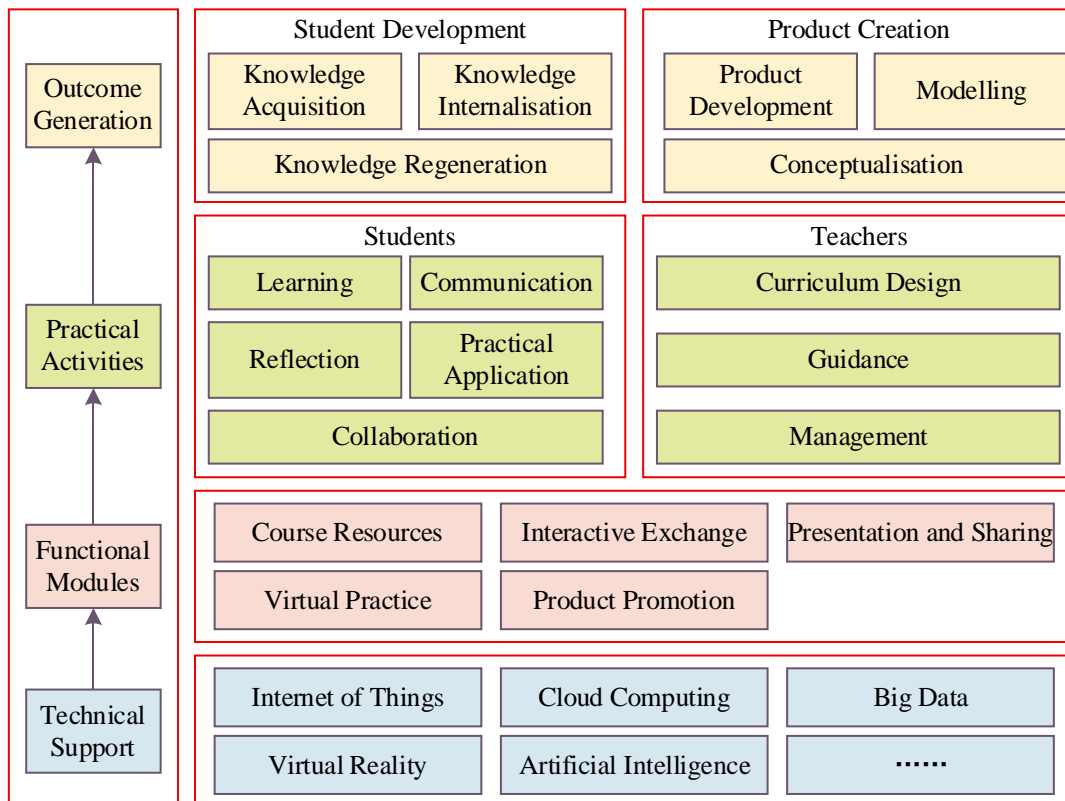 Outcome
Generation
Practical
Activities
Functional
Modules
Technical
Support
Student Development
Knowledge
Acquisition
Knowledge
Internalisation
Knowledge Regeneration
Product Creation
Product
Development
Modelling
Conceptualisation
Students
Learning
Communication
Reflection
Practical
Application
Collaboration
Teachers
Curriculum Design
Guidance
Management
Course Resources
Interactive Exchange
Presentation and Sharing
Virtual Practice
Product Promotion
Internet of Things
Cloud Computing
Big Data
Virtual Reality
Artificial Intelligence
······